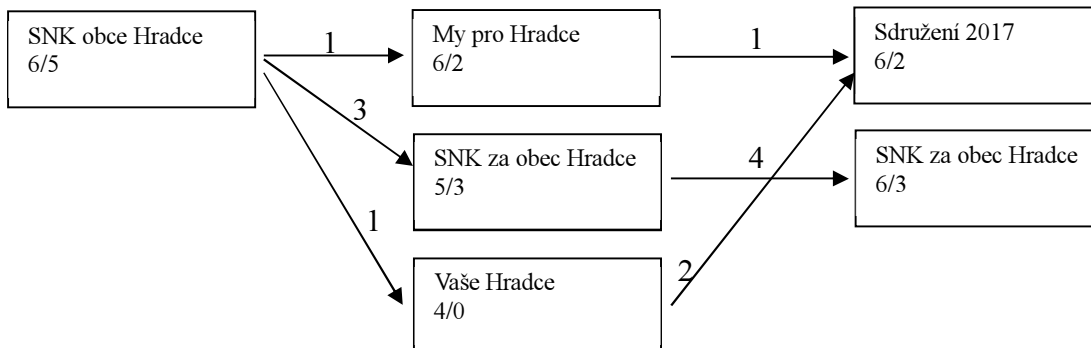 SNK obce Hradce
6/5
1
3
1
My pro Hradce
6/2
SNK za obec Hradce
5/3
Vaše Hradce
4/0
1
4
2
Sdružení 2017
6/2
SNK za obec Hradce
6/3